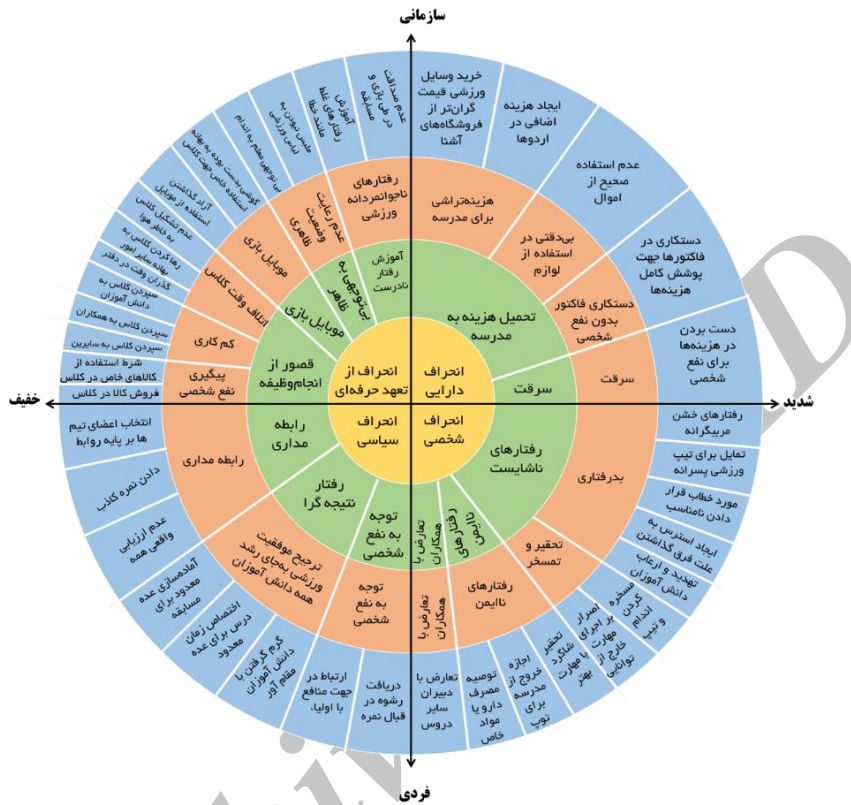 سازمانی
شدید
فردی
خفیف
انحراف
دارایی
انحراف
شخصی
انحراف
سیاسی
انحراف از
تعهد حرفه‌ای
تحمیل هزینه به
مدرسه
سرقت
رفتارهای
ناشایست
رفتارهای
ناایمن
تعارض با
همکاران
توجه
به نفع
شخصی
رفتار
نتیجه گرا
رابطه
مداری
قصور از
انجام‌وظیفه
موبایل بازی
بی‌توجهی به
ظاهر
آموزش
رفتار
نادرست
هزینه‌تراشی
برای مدرسه
بی‌دقتی در
استفاده از
لوازم
دستکاری فاکتور
بدون نفع
شخصی
سرقت
بدرفتاری
تحقیر و
تمسخر
رفتارهای
ناایمن
تعارض با
همکاران
توجه
به نفع
شخصی
ترجیح موفقیت
ورزشی به‌جای رشد
همه دانش آموزان
رابطه مداری
پیگیری
نفع شخصی
کم کاری
اتلاف وقت کلاس
موبایل بازی
عدم رعایت
وضعیت
ظاهری
رفتارهای
ناجوانمردانه
ورزشی
خرید وسایل
ورزشی قیمت
گران‌تر از
فروشگاه‌های
آشنا
ایجاد هزینه
اضافی در
اردوها
عدم استفاده
صحیح از
اموال
دستکاری در
فاکتورها جهت
پوشش کامل
هزینه‌ها
دست بردن
در هزینه‌ها
برای نفع
شخصی
رفتارهای خشن
مربیگرانه
تمایل برای تیپ
ورزشی پسرانه
مورد خطاب قرار
دادن نامناسب
ایجاد استرس به
علت فرق گذاشتن
تهدید و ارعاب
دانش آموزان
مسخره
کردن
اندام
و تیپ
اصرار
بر اجرای
مهارت
خارج از
توانایی
تحقیر
شاگرد
با مهارت
بهتر
اجازه
خروج از
مدرسه
برای
توپ
توصیه
مصرف
دارو یا
مواد
خاص
تعارض با
دبیران
سایر
دروس
دریافت
رشوه در
قبال نمره
ارتباط در
جهت منافع
با اولیاء
گرم گرفتن با
دانش آموزان
مقام آور
اختصاص زمان
درس برای عده
معدود
آماده‌سازی عده
معدود برای
مسابقه
عدم ارزیابی
واقعی همه
دادن نمره کاذب
انتخاب اعضای تیم
ها بر پایه روابط
فروش کالا در کلاس
شرط استفاده از
کالاهای خاص در کلاس
سپردن کلاس به سایرین
سپردن کلاس به همکاران
سپردن کلاس به
دانش آموزان
گذران وقت در دفتر
رها کردن کلاس به
بهانه سایر امور
عدم تشکیل کلاس
به خاطر هوا
آزاد گذاشتن
استفاده از موبایل
گوشی بدست بوده به بهانه
استفاده خاص جهت کلاس
بی توجهی معلم به اندام
ملبس نبودن به
لباس ورزشی
آموزش
رفتارهای غلط
مانند خطا
عدم صداقت
در طی بازی و
مسابقه